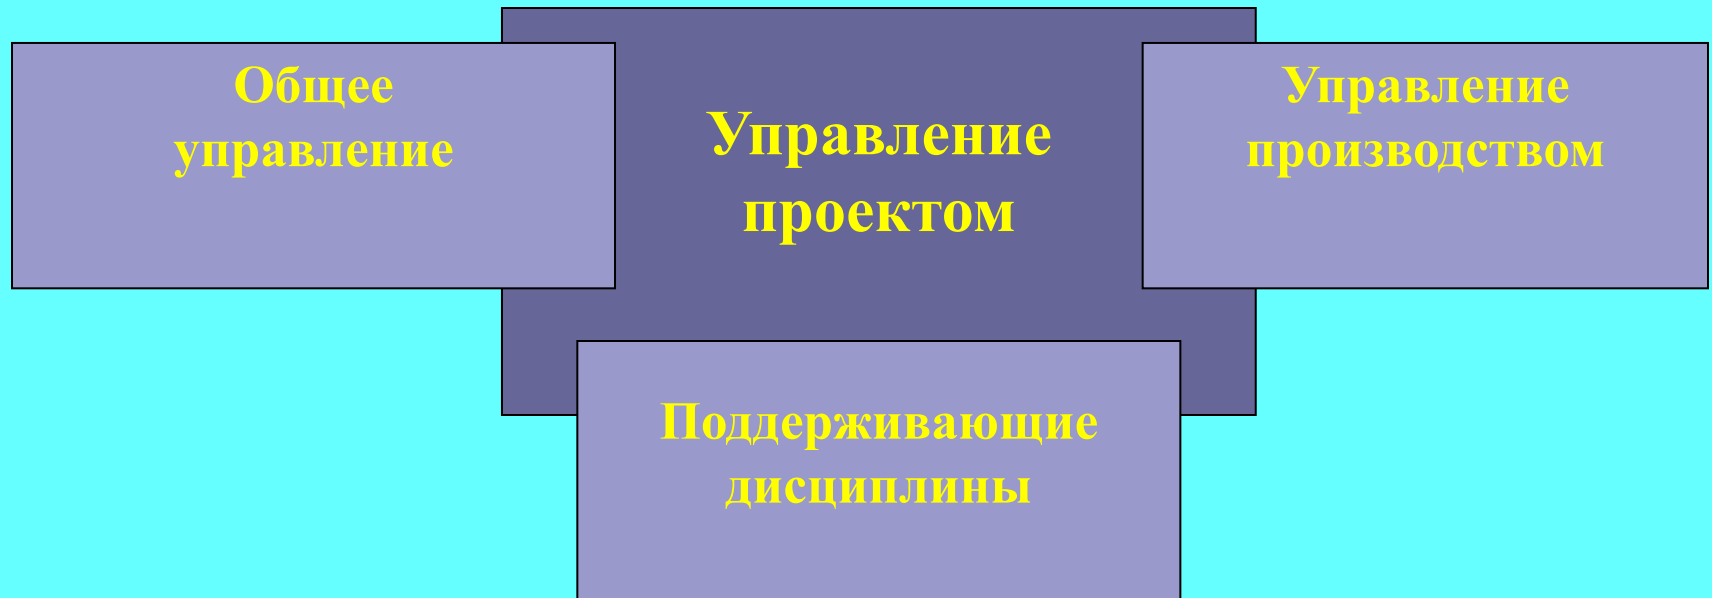 Общее
управление
Управление
проектом
Управление
производством
Поддерживающие
дисциплины